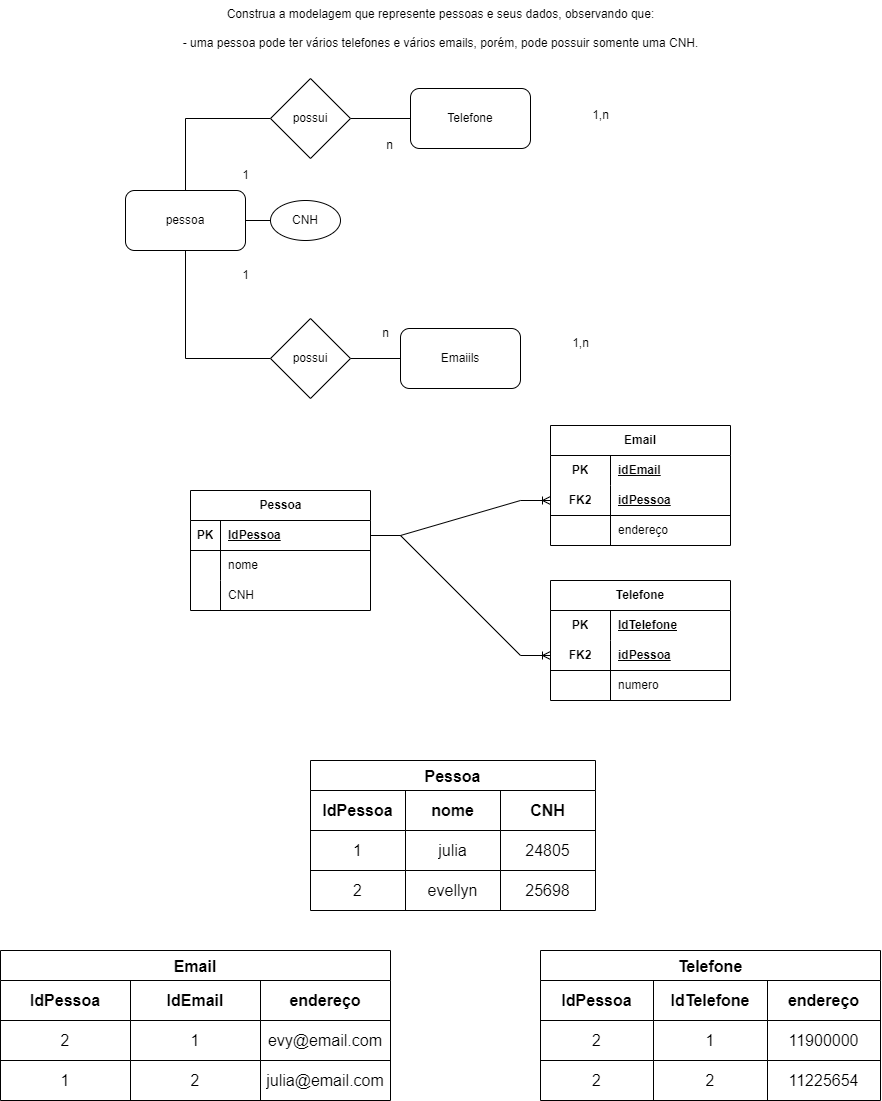 Construa a modelagem que represente pessoas e seus dados, observando que:
- uma pessoa pode ter vários telefones e vários emails, porém, pode possuir somente uma CNH.
possui
Telefone
1,n
n
1
pessoa
CNH
1
n
1,n
possui
Emaiils
Email
PK
idEmail
FK2
idPessoa
endereço
Pessoa
PK
IdPessoa
nome
CNH
Telefone
PK
IdTelefone
FK2
idPessoa
numero
Pessoa
IdPessoa nome CNH
1 julia 24805
2 evellyn 25698
Email
IdPessoa IdEmail endereço
2 1 evy@email.com
1 2 julia@email.com
Telefone
IdPessoa IdTelefone endereço
2 1 11900000
2 2 11225654